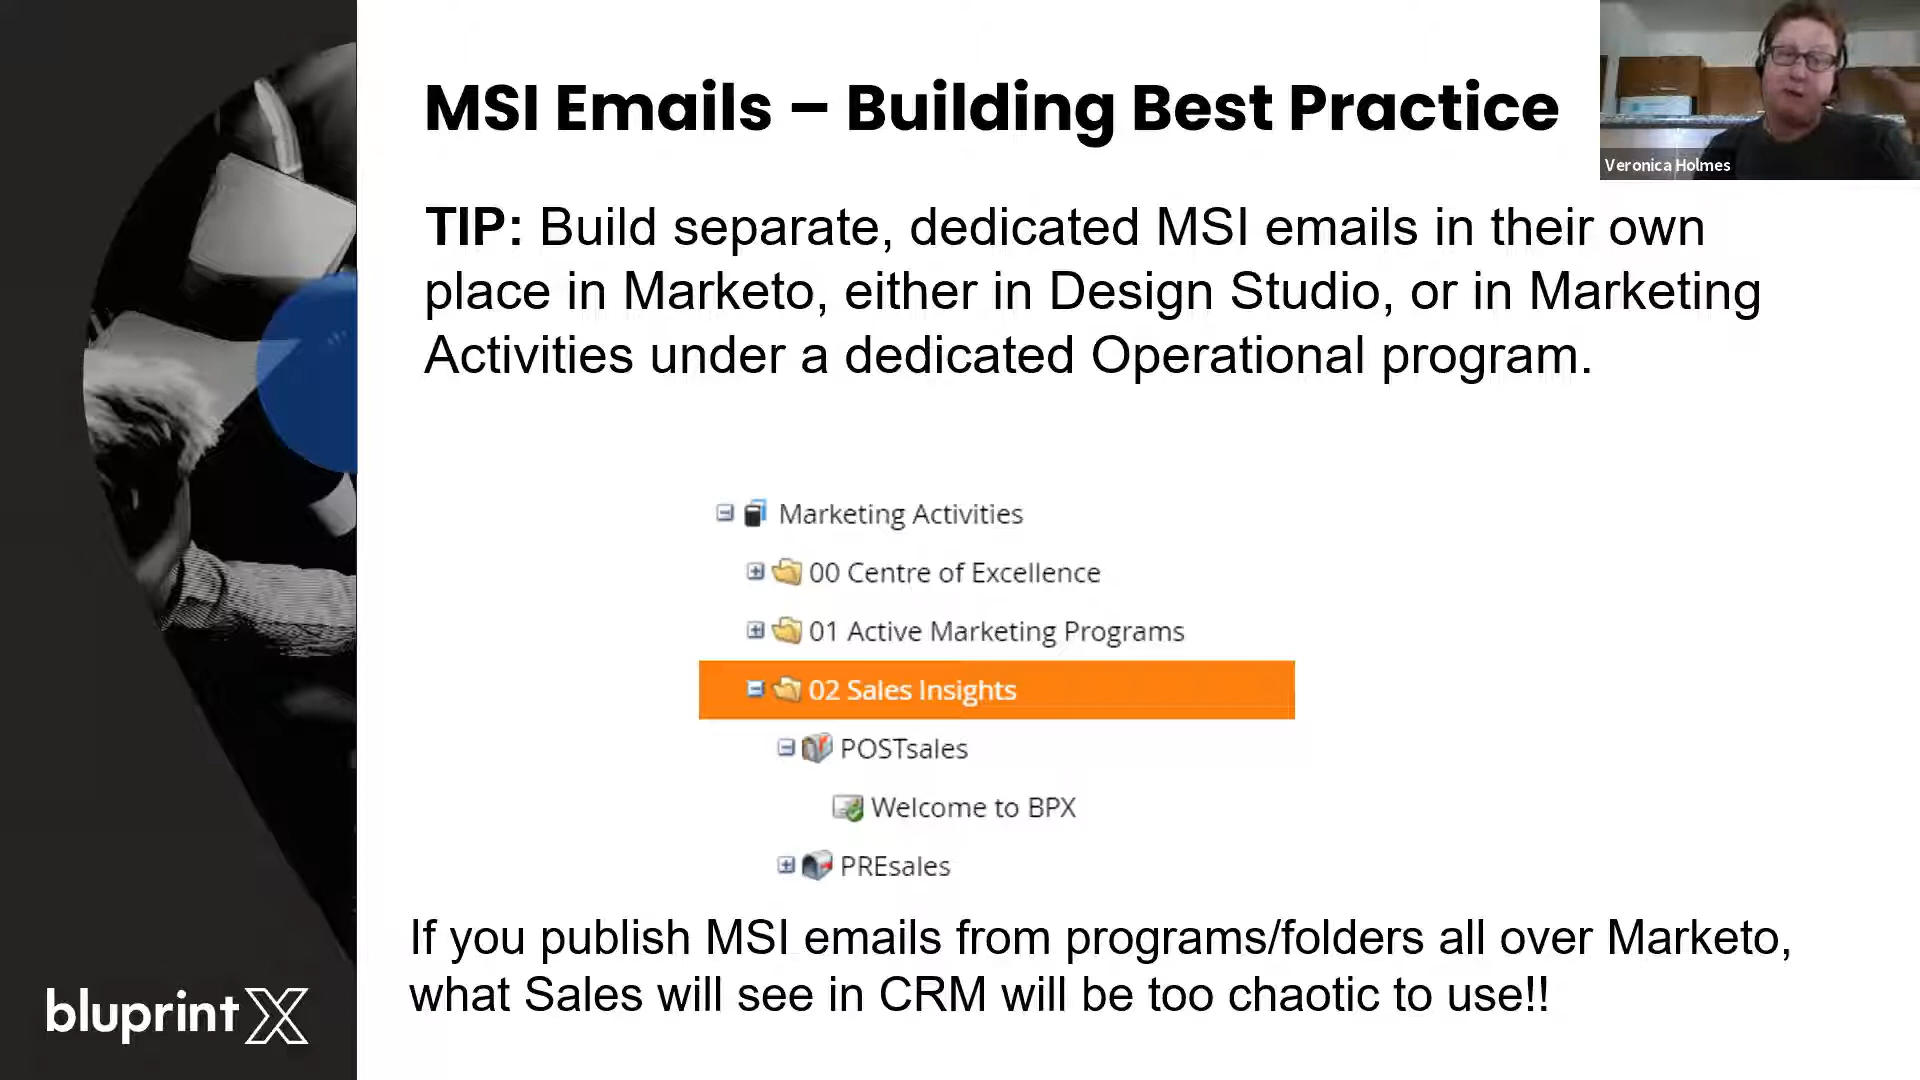 MSI Emails – Building Best Practice
Veronica Holmes
TIP: Build separate, dedicated MSI emails in their own
place in Marketo, either in Design Studio, or in Marketing
Activities under a dedicated Operational program.
Marketing Activities
00 Centre of Excellence
01 Active Marketing Programs
02 Sales Insights
POSTsales
Welcome to BPX
PREsales
If you publish MSI emails from programs/folders all over Marketo,
what Sales will see in CRM will be too chaotic to use!!
bluprintX